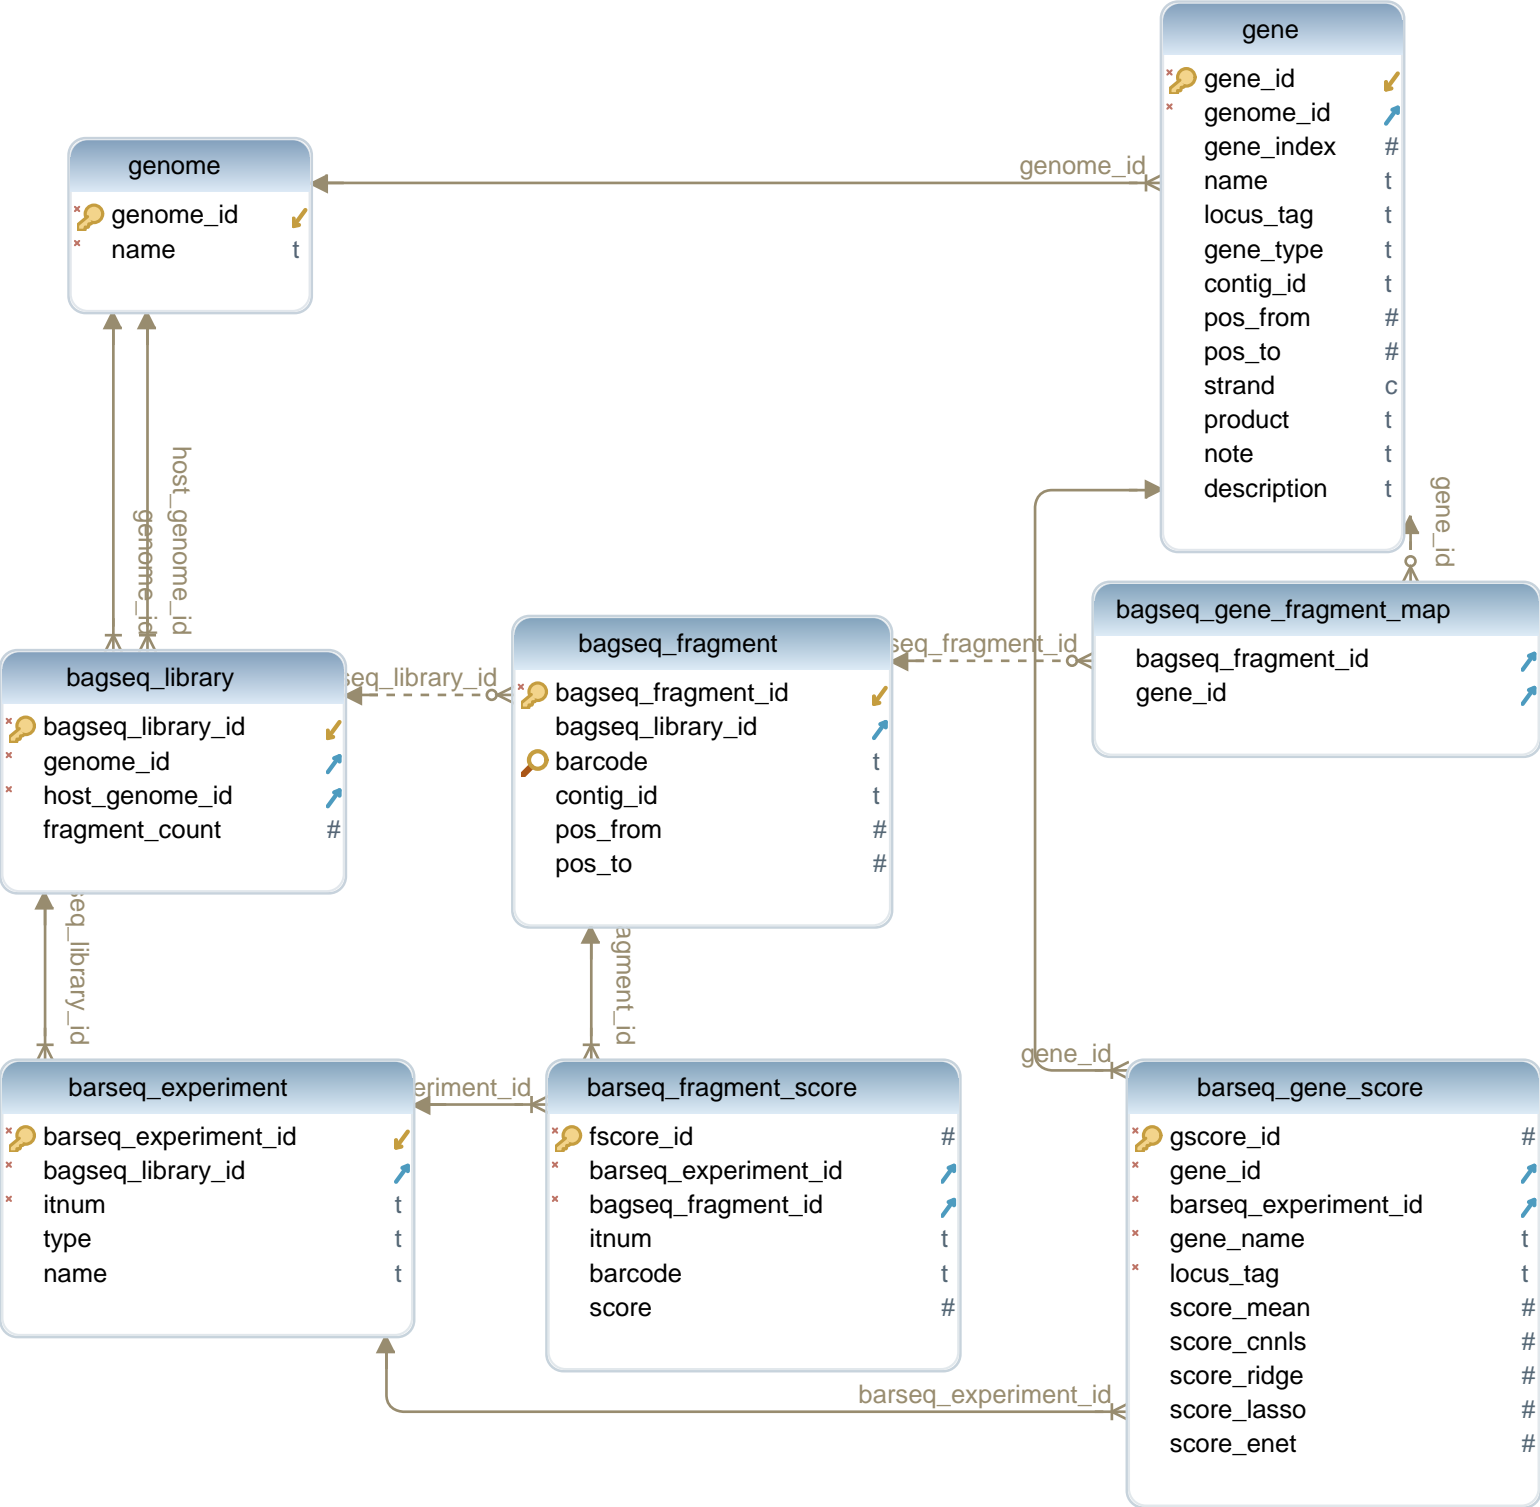 gene
gene_id
genome_id
gene_index #
name t
locus_tag t
gene_type t
contig_id t
pos_from #
pos_to #
strand c
product t
note t
description t
genome
genome_id
name t
genome_id
host_genome_id
genome_id
gene_id
bagseq_gene_fragment_map
bagseq_fragment_id
gene_id
bagseq_fragment
bagseq_fragment_id
bagseq_library_id
barcode t
contig_id t
pos_from #
pos_to #
seq_fragment_id
bagseq_library
bagseq_library_id
genome_id
host_genome_id
fragment_count #
seq_library_id
seq_library_id
agment_id
gene_id
barseq_experiment
barseq_experiment_id
bagseq_library_id
itnum t
type t
name t
eriment_id
barseq_fragment_score
fscore_id #
barseq_experiment_id
bagseq_fragment_id
itnum t
barcode t
score #
barseq_gene_score
gscore_id #
gene_id
barseq_experiment_id
gene_name t
locus_tag t
score_mean #
score_cnnls #
score_ridge #
score_lasso #
score_enet #
barseq_experiment_id